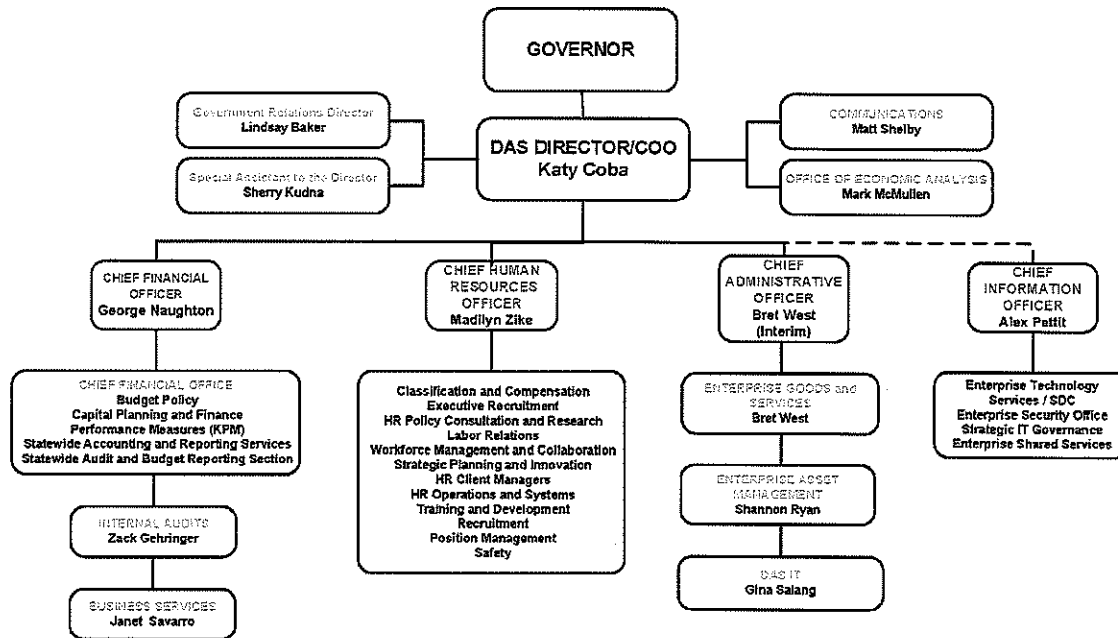 GOVERNOR
Government Relations Director
Lindsay Baker
Special Assistant to the Director
Sherry Kudna
DAS DIRECTOR/COO
Katy Coba
COMMUNICATIONS
Matt Shelby
OFFICE OF ECONOMIC ANALYSIS
Mark McMullen
CHIEF FINANCIAL
OFFICER
George Naughton
CHIEF HUMAN
RESOURCES
OFFICER
Madilyn Zike
CHIEF
ADMINISTRATIVE
OFFICER
Bret West
(Interim)
CHIEF
INFORMATION
OFFICER
Alex Pettit
CHIEF FINANCIAL OFFICE
Budget Policy
Capital Planning and Finance
Performance Measures (KPM)
Statewide Accounting and Reporting Services
Statewide Audit and Budget Reporting Section
INTERNAL AUDITS
Zack Gehringer
BUSINESS SERVICES
Janet Savarro
Classification and Compensation
Executive Recruitment
HR Policy Consultation and Research
Labor Relations
Workforce Management and Collaboration
Strategic Planning and Innovation
HR Client Managers
HR Operations and Systems
Training and Development
Recruitment
Position Management
Safety
ENTERPRISE GOODS and
SERVICES
Bret West
ENTERPRISE ASSET
MANAGEMENT
Shannon Ryan
DAS IT
Gina Salang
Enterprise Technology
Services / SDC
Enterprise Security Office
Strategic IT Governance
Enterprise Shared Services